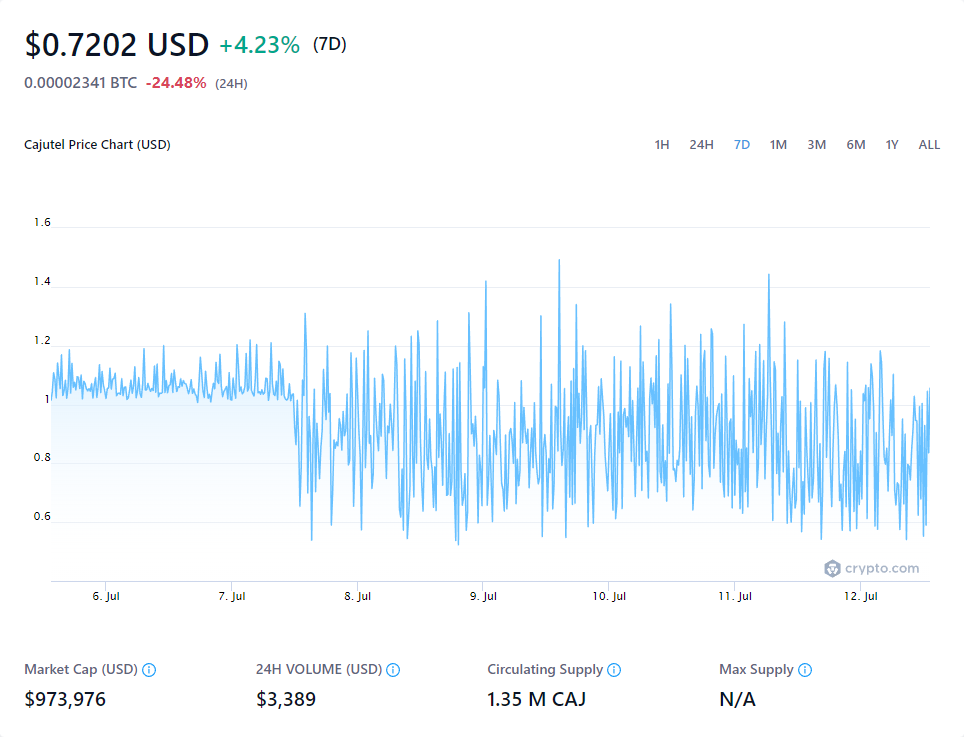 $0.7202 USD +4.23% (7D)
0.00002341 BTC -24.48% (24H)
Cajutel Price Chart (USD) 1H 24H 7D 1M 3M 6M 1Y ALL
1.6
1.4
1.2
1
0.8
0.6
crypto.com
6. Jul 7. Jul 8. Jul 9. Jul 10. Jul 11. Jul 12. Jul
Market Cap (USD) 24H VOLUME (USD) Circulating Supply Max Supply
$973,976 $3,389 1.35 M CAJ N/A